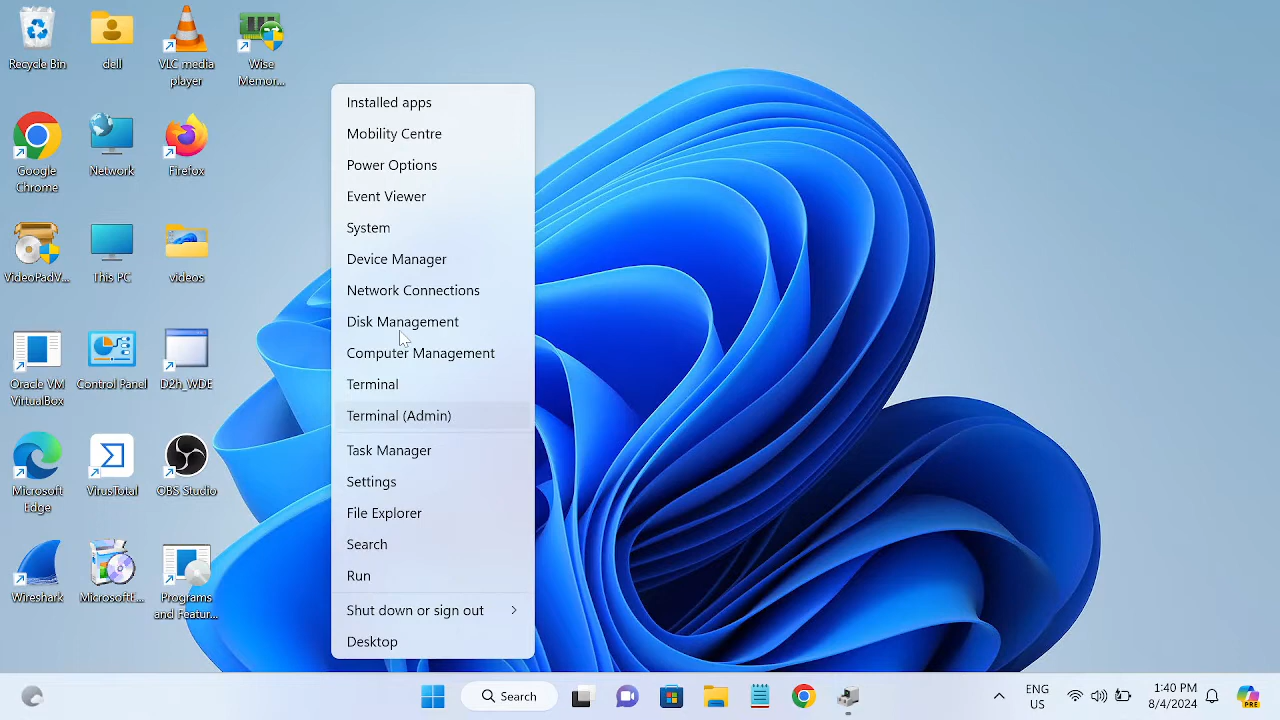 Recycle Bin
dell
VLC media
player
Wise
Memor...
Google
Chrome
Network
Firefox
VideoPadV...
This PC
videos
Oracle VM
VirtualBox
Control Panel
D2h_WDE
Microsoft
Edge
VirusTotal
OBS Studio
Wireshark
MicrosoftE...
Programs
and Featur...
Installed apps
Mobility Centre
Power Options
Event Viewer
System
Device Manager
Network Connections
Disk Management
Computer Management
Terminal
Terminal (Admin)
Task Manager
Settings
File Explorer
Search
Run
Shut down or sign out
Desktop
Search
ENG
US
1:40 PM
8/4/2024
PRE